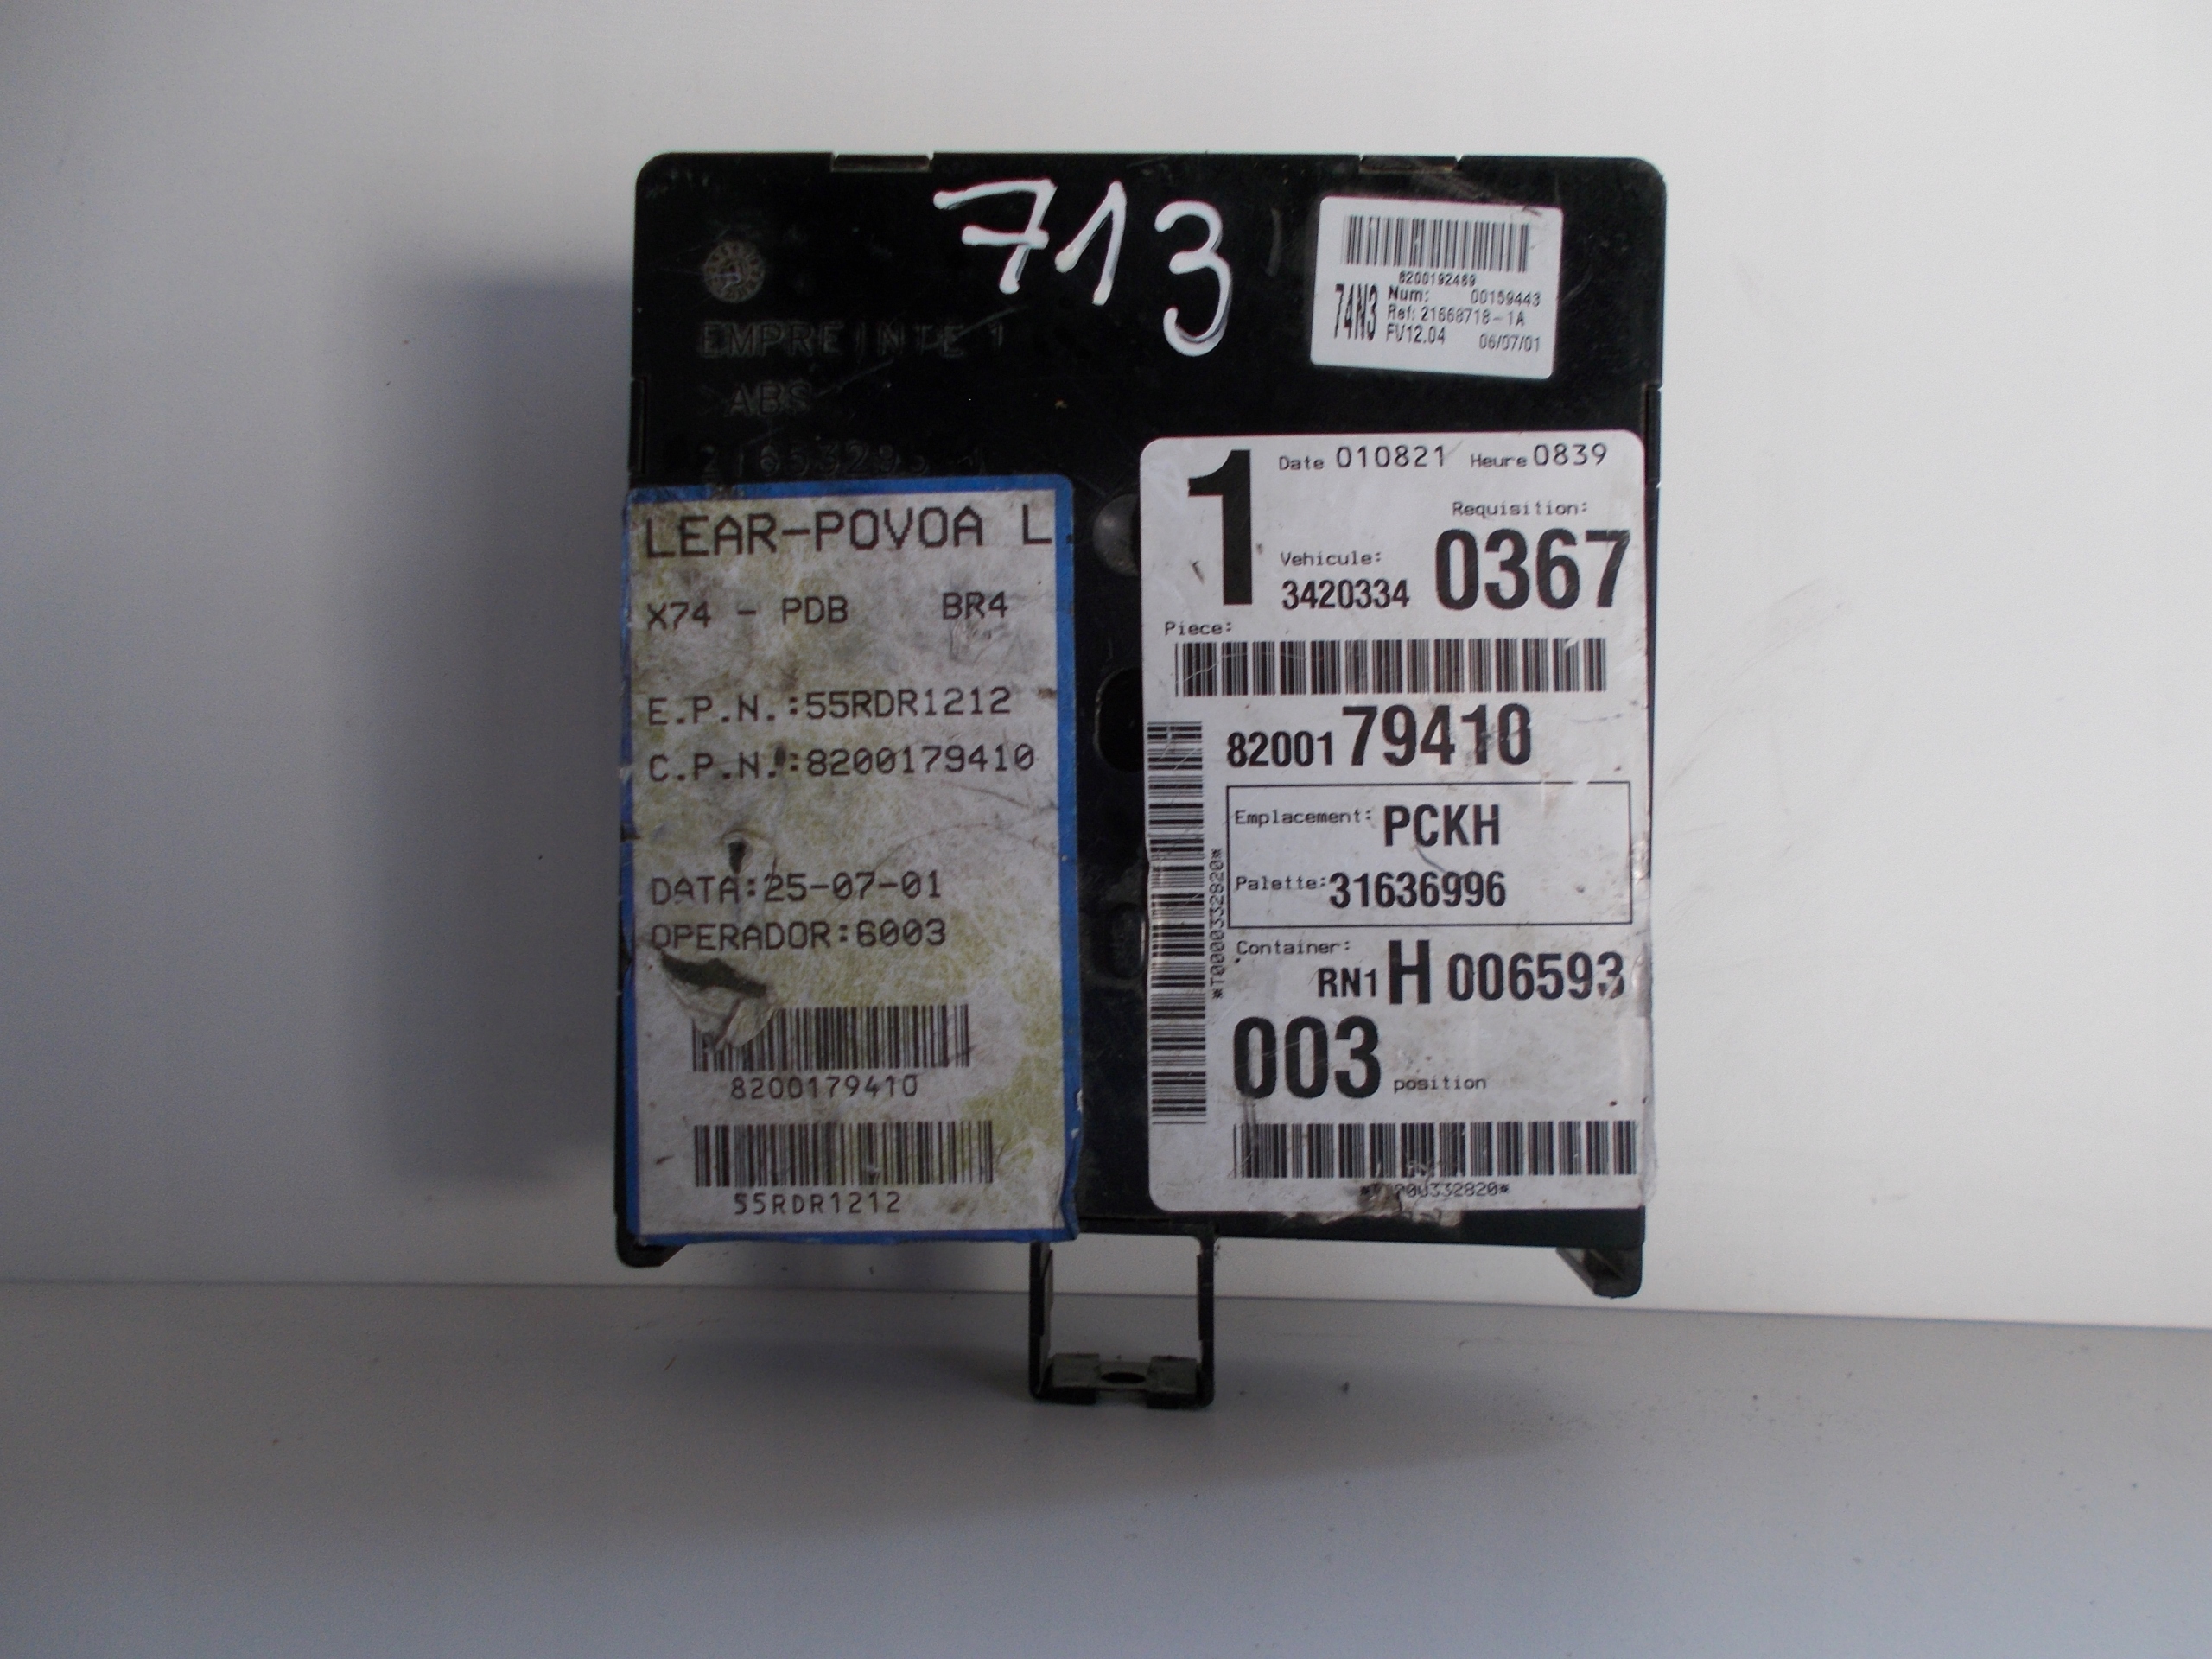 713
8200192489
74N3
Num: 00159443
Ref: 21668718-1A
FV12.04 06/07/01
EMPREINTE 1
>ABS<
LEAR-POVOA L
X74 - PDB BR4
E.P.N.:55RDR1212
C.P.N.:8200179410
DATA:25-07-01
OPERADOR:6003
8200179410
55RDR1212
1
Date 010821 Heure 0839
Requisition:
0367
Vehicule:
3420334
Piece:
8200179410
Emplacement: PCKH
Palette: 31636996
*T0000332820*
Container:
RN1 H 006593
003 position